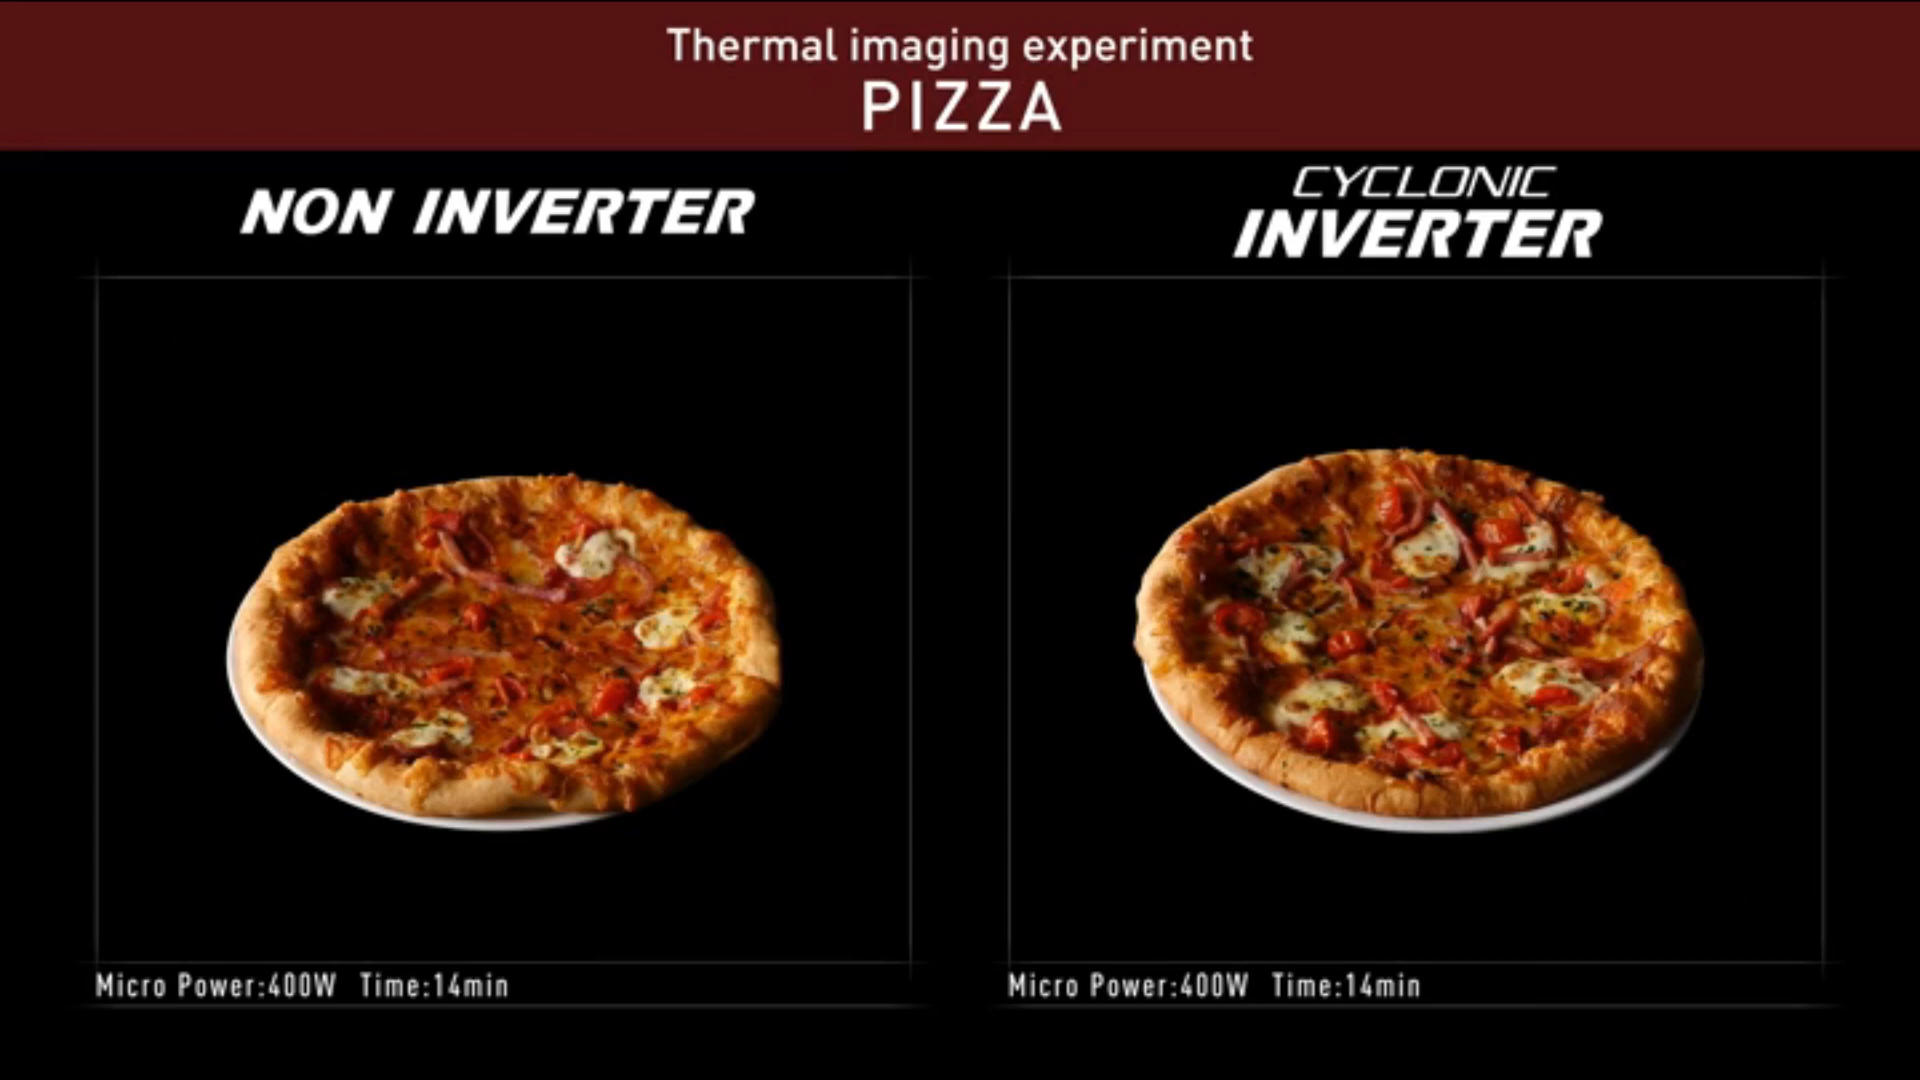 Thermal imaging experiment
PIZZA
NON INVERTER
CYCLONIC
INVERTER
Micro Power:400W Time:14min
Micro Power:400W Time:14min